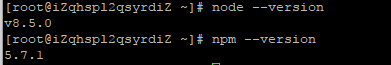 [root@iZqhspl2qsyrdiZ ~]# node --version
v8.5.0
[root@iZqhspl2qsyrdiZ ~]# npm --version
5.7.1